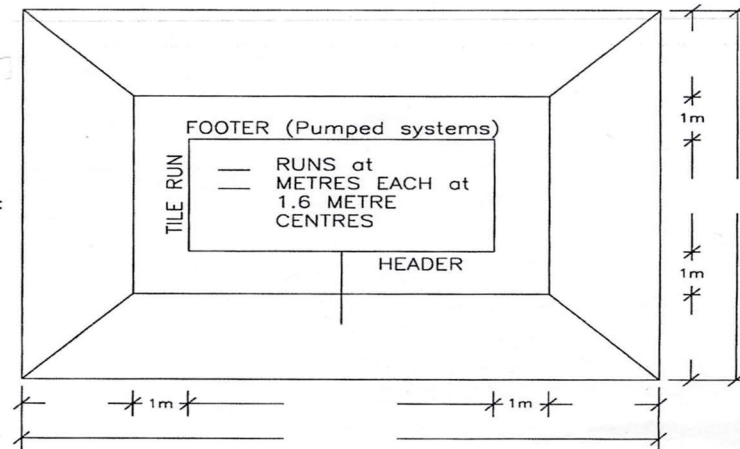 FOOTER (Pumped systems)
TILE RUN
RUNS at
METRES EACH at
1.6 METRE
CENTRES
HEADER
1m
1m
1m
1m